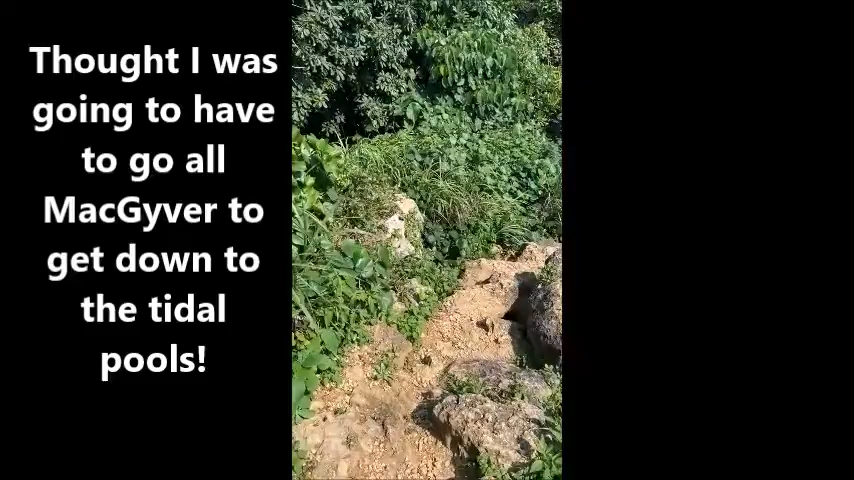 Thought I was
going to have
to go all
MacGyver to
get down to
the tidal
pools!